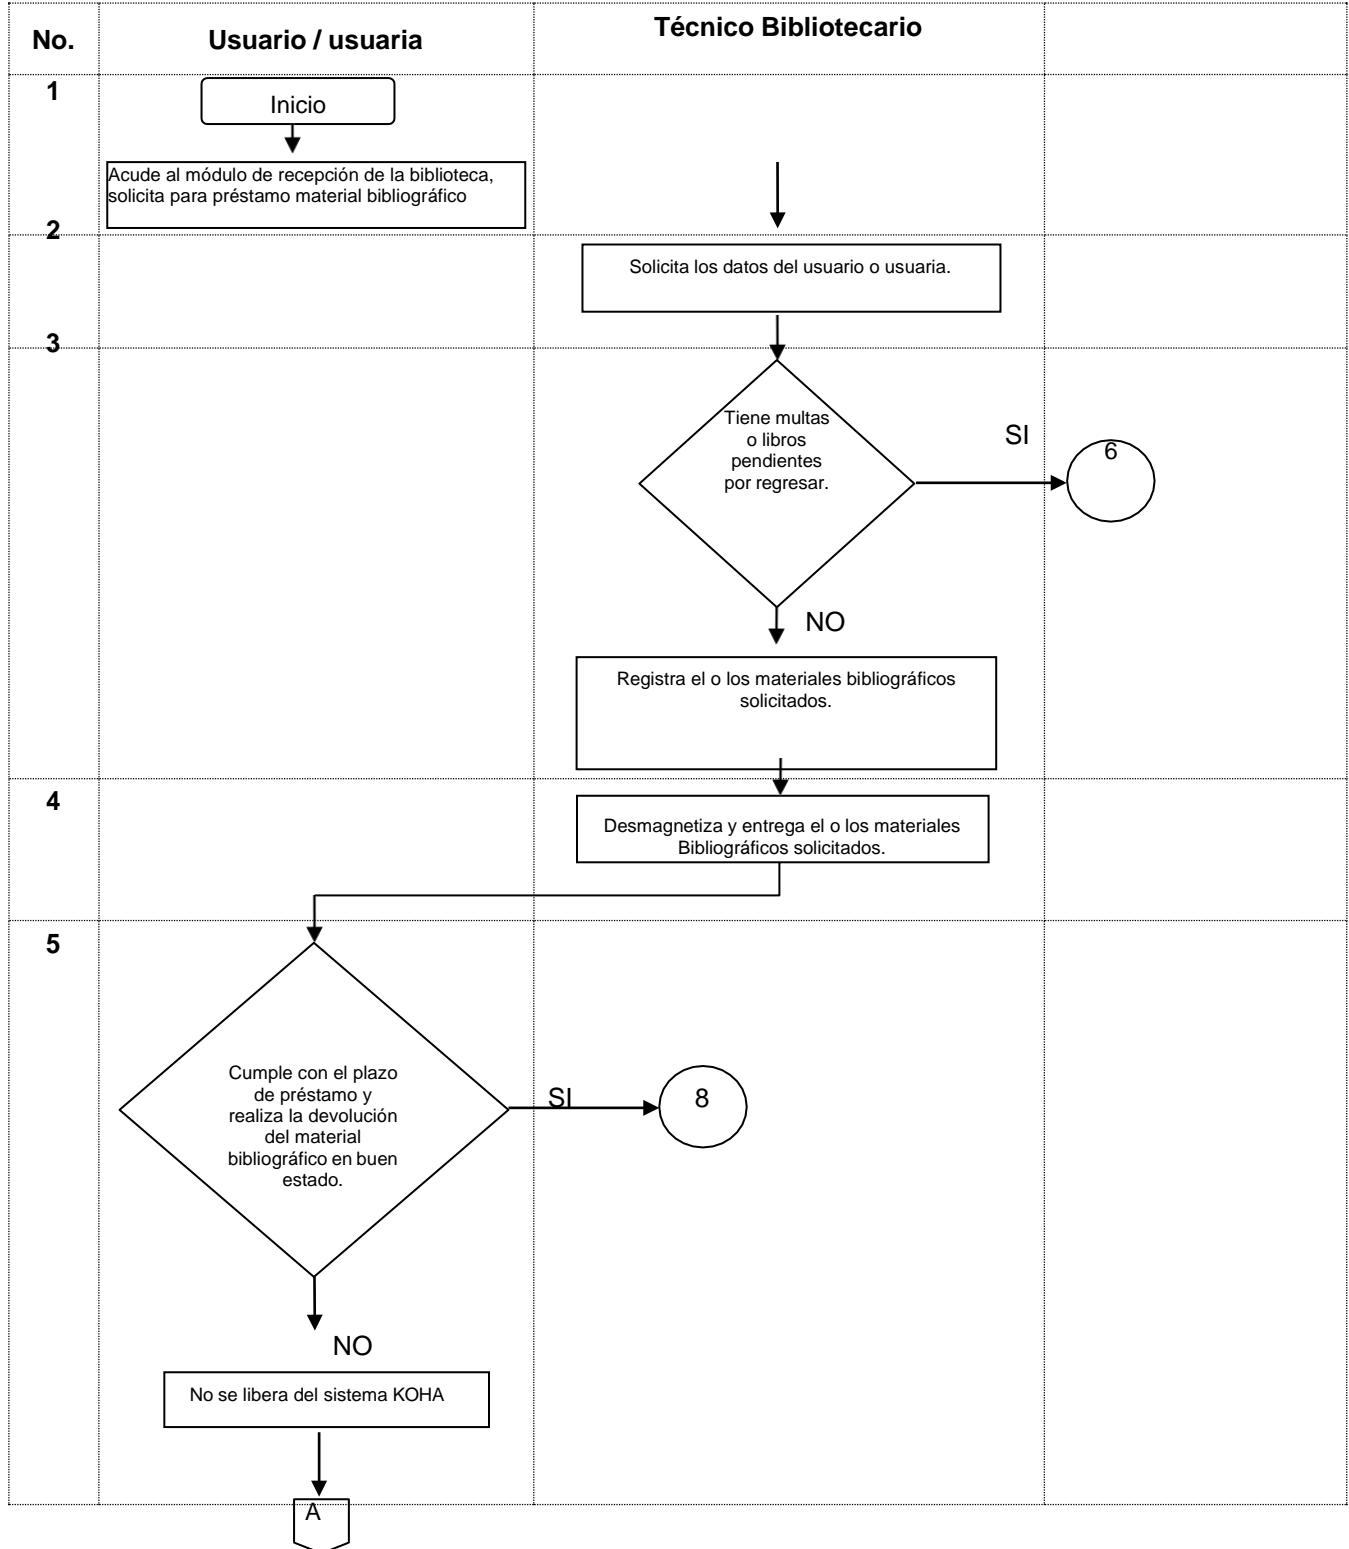 No.
Usuario / usuaria
Técnico Bibliotecario
1
Inicio
Acude al módulo de recepción de la biblioteca,
solicita para préstamo material bibliográfico
2
Solicita los datos del usuario o usuaria.
3
Tiene multas
o libros
pendientes
por regresar.
SI
6
NO
Registra el o los materiales bibliográficos
solicitados.
4
Desmagnetiza y entrega el o los materiales
Bibliográficos solicitados.
5
Cumple con el plazo
de préstamo y
realiza la devolución
del material
bibliográfico en buen
estado.
SI
8
NO
No se libera del sistema KOHA
A